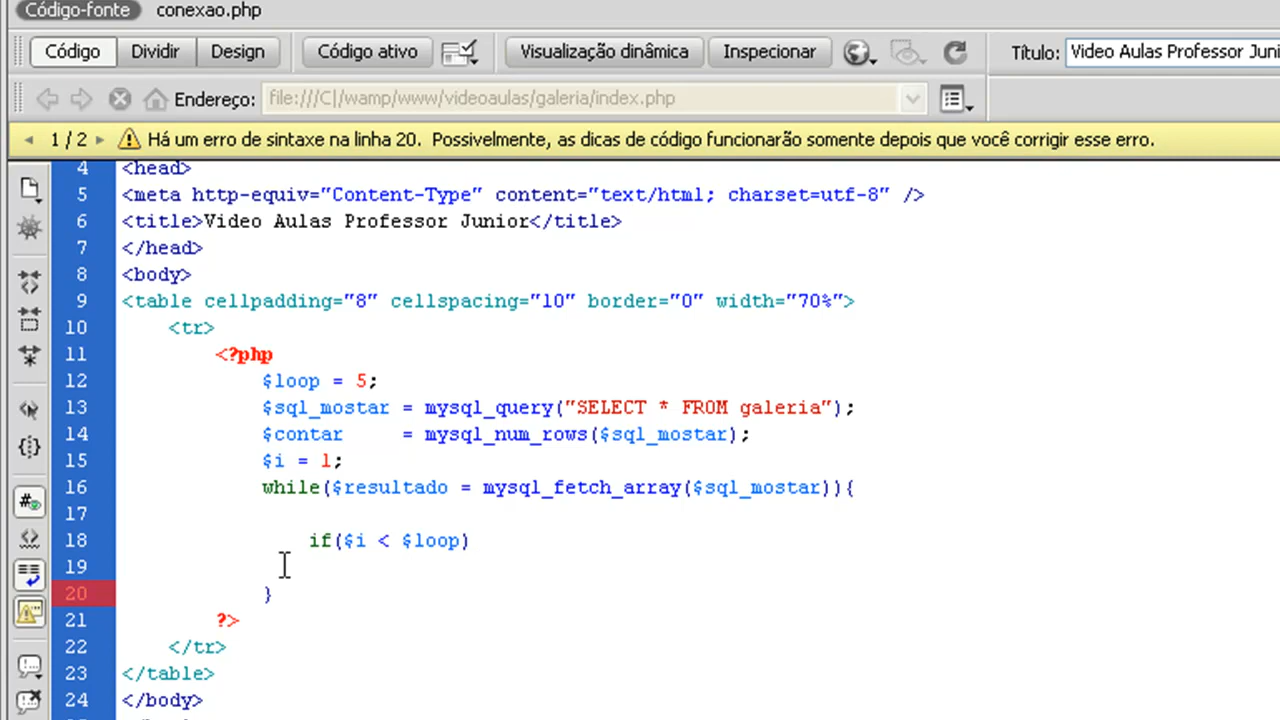 Código-fonte conexao.php
Código Dividir Design Código ativo Visualização dinâmica Inspecionar Título: Video Aulas Professor Juni
Endereço: file:///C|/wamp/www/videoaulas/galeria/index.php
1 / 2 Há um erro de sintaxe na linha 20. Possivelmente, as dicas de código funcionarão somente depois que você corrigir esse erro.
4 <head>
5 <meta http-equiv="Content-Type" content="text/html; charset=utf-8" />
6 <title>Video Aulas Professor Junior</title>
7 </head>
8 <body>
9 <table cellpadding="8" cellspacing="10" border="0" width="70%">
10 <tr>
11 <?php
12 $loop = 5;
13 $sql_mostar = mysql_query("SELECT * FROM galeria");
14 $contar = mysql_num_rows($sql_mostar);
15 $i = 1;
16 while($resultado = mysql_fetch_array($sql_mostar)){
17
18 if($i < $loop)
19
20 }
21 ?>
22 </tr>
23 </table>
24 </body>